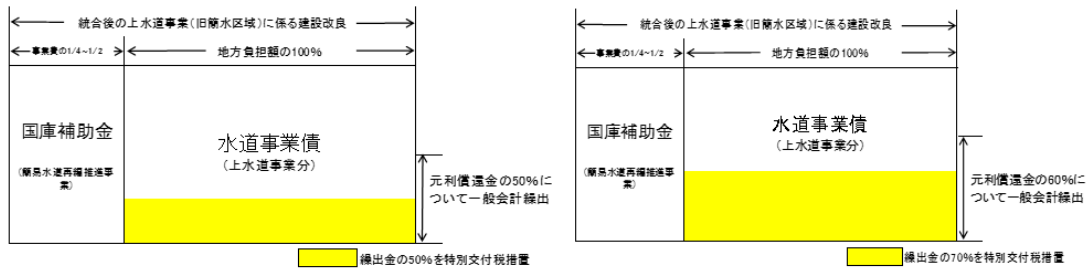 統合後の上水道事業(旧簡水区域)に係る建設改良
事業費の1/4~1/2
地方負担額の100%
国庫補助金
(簡易水道再編推進事
業)
水道事業債
(上水道事業分)
元利償還金の50%に
ついて一般会計繰出
繰出金の50%を特別交付税措置
統合後の上水道事業(旧簡水区域)に係る建設改良
事業費の1/4~1/2
地方負担額の100%
国庫補助金
(簡易水道再編推進事
業)
水道事業債
(上水道事業分)
元利償還金の60%に
ついて一般会計繰出
繰出金の70%を特別交付税措置